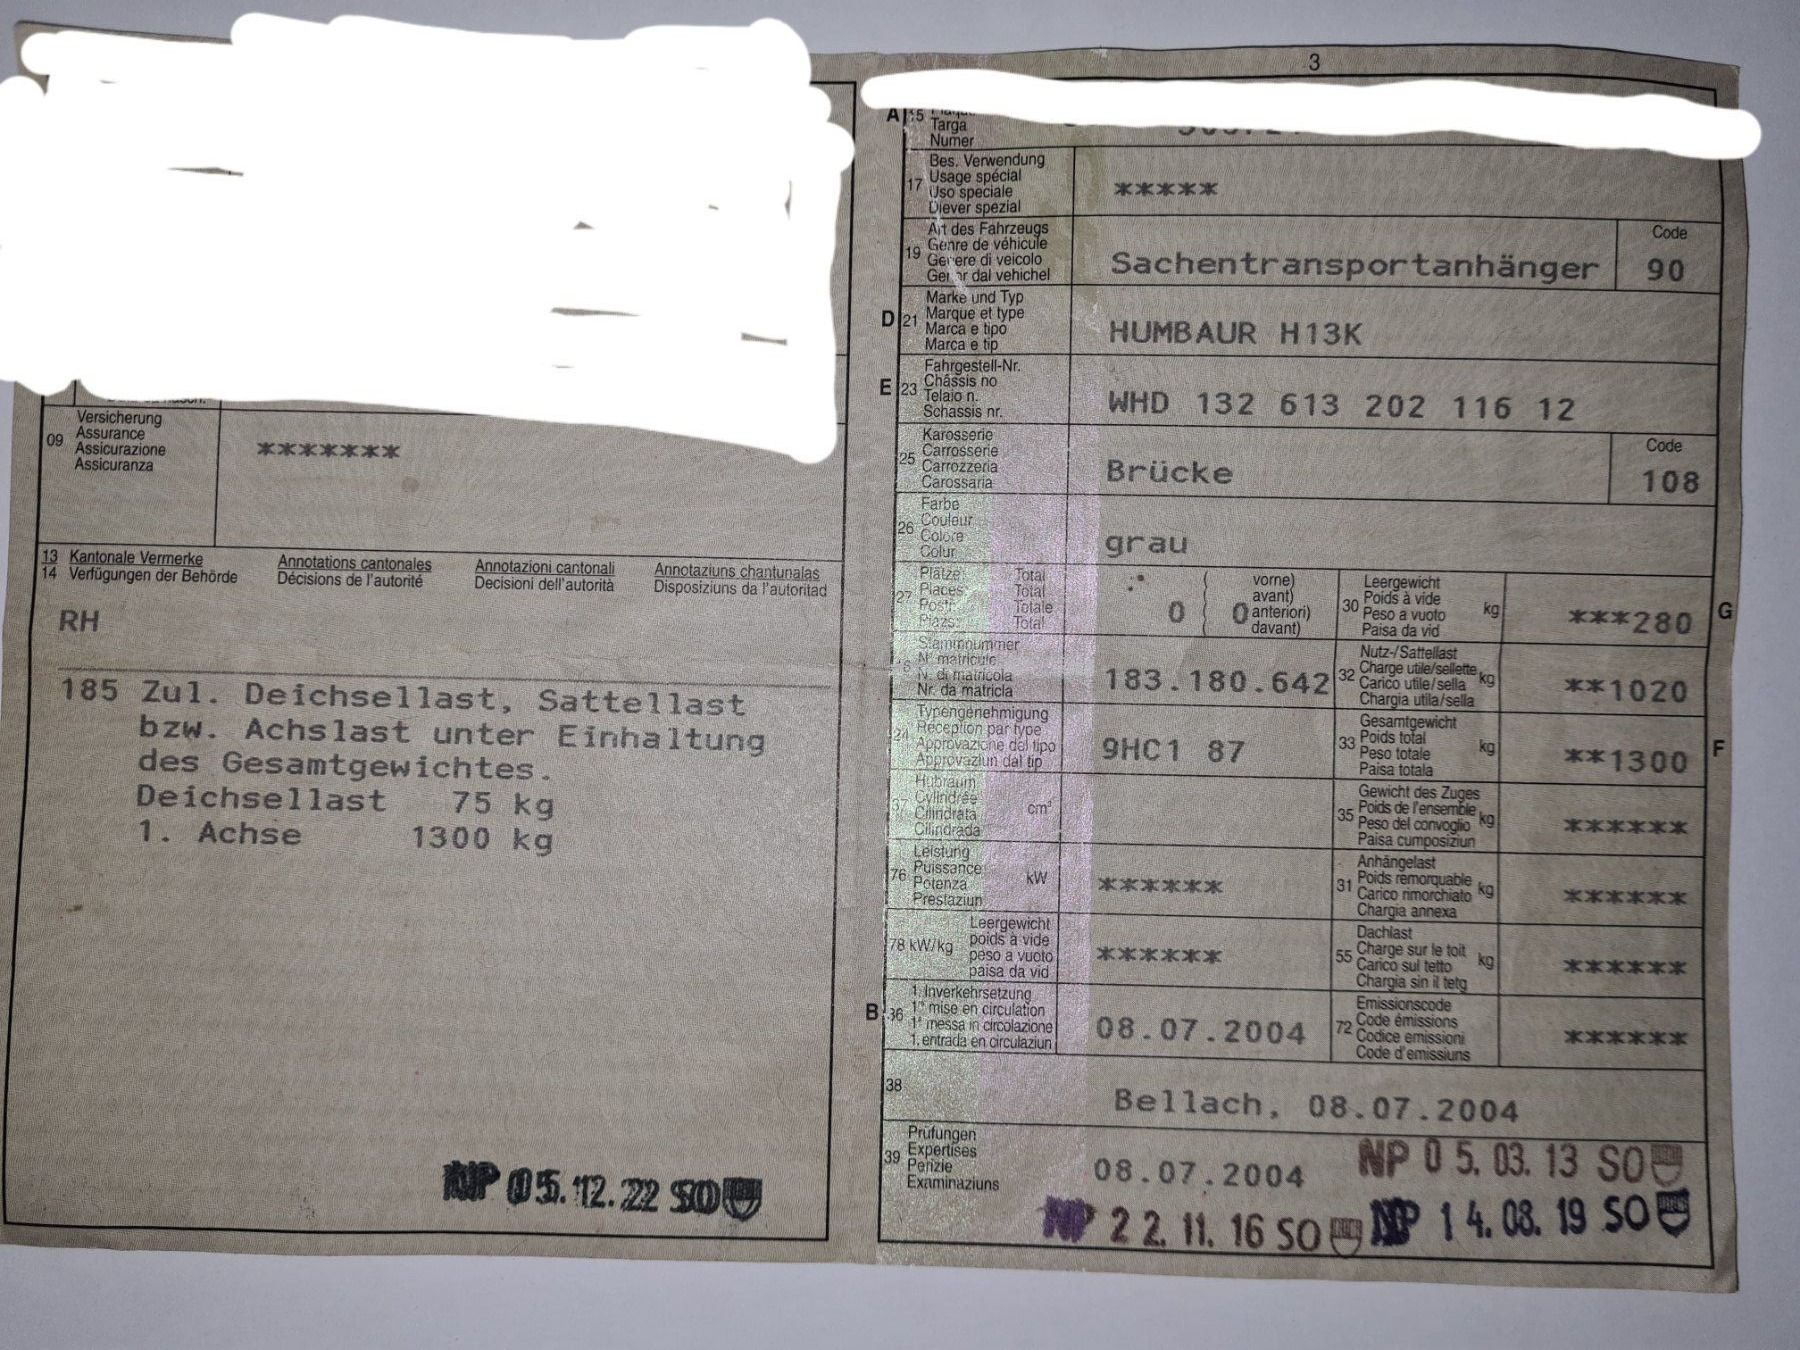 09
Versicherung
Assurance
Assicurazione
Assicuranza
*******
13 Kantonale Vermerke
14 Verfügungen der Behörde
Annotations cantonales
Décisions de l'autorité
Annotazioni cantonali
Decisioni dell'autorità
Annotaziuns chantunalas
Disposiziuns da l'autoritad
RH
185 Zul. Deichsellast, Sattellast
bzw. Achslast unter Einhaltung
des Gesamtgewichtes.
Deichsellast 75 kg
1. Achse 1300 kg
NP 05.12.22 SO
3
A 15
Targa
Numer
17
Bes. Verwendung
Usage spécial
Uso speciale
Diever spezial
*****
19
Art des Fahrzeugs
Genre de véhicule
Genere di veicolo
Gener dal vehichel
Sachentransportanhänger
Code
90
D 21
Marke und Typ
Marque et type
Marca e tipo
Marca e tip
HUMBAUR H13K
E 23
Fahrgestell-Nr.
Châssis no
Telaio n.
Schassis nr.
WHD 132 613 202 116 12
25
Karosserie
Carrosserie
Carrozzeria
Carossaria
Brücke
Code
108
26
Farbe
Couleur
Colore
Colur
grau
27
Plätze Total
Places Total
Posti Totale
Plazs: Total
0 ( 0
vorne)
avant)
anteriori)
davant)
30
Leergewicht
Poids à vide
Peso a vuoto
Paisa da vid
kg
***280
G
Stammnummer
N° matricule
N. di matricola
Nr. da matricla
183.180.642
32
Nutz-/Sattellast
Charge utile/sellette
Carico utile/sella
Chargia utila/sella
kg
**1020
24
Typengenehmigung
Réception par type
Approvazione del tipo
Approvaziun dal tip
9HC1 87
33
Gesamtgewicht
Poids total
Peso totale
Paisa totala
kg
**1300
F
37
Hubraum
Cylindrée
Cilindrata
Cilindrada
cm³
35
Gewicht des Zuges
Poids de l'ensemble
Peso del convoglio
Paisa cumposiziun
kg
******
76
Leistung
Puissance
Potenza
Prestaziun
kW
******
31
Anhängelast
Poids remorquable
Carico rimorchiato
Chargia annexa
kg
******
78 kW/kg
Leergewicht
poids à vide
peso a vuoto
paisa da vid
******
55
Dachlast
Charge sur le toit
Carico sul tetto
Chargia sin il tetg
kg
******
B 36
1. Inverkehrsetzung
1re mise en circulation
1a messa in circolazione
1. entrada en circulaziun
08.07.2004
72
Emissionscode
Code émissions
Codice emissioni
Code d'emissiuns
******
38
Bellach, 08.07.2004
39
Prüfungen
Expertises
Perizie
Examinaziuns
08.07.2004
NP 05.03.13 SO
NP 22.11.16 SO
NP 14.08.19 SO